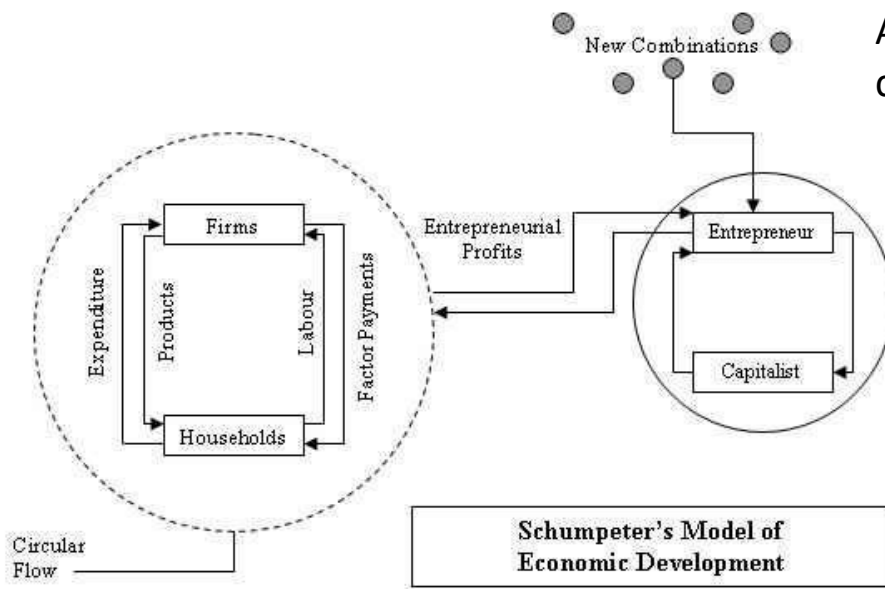 New Combinations
A
Firms
Entrepreneurial
Profits
Entrepreneur
Expenditure
Products
Labour
Factor Payments
Capitalist
Households
Circular
Flow
Schumpeter's Model of
Economic Development